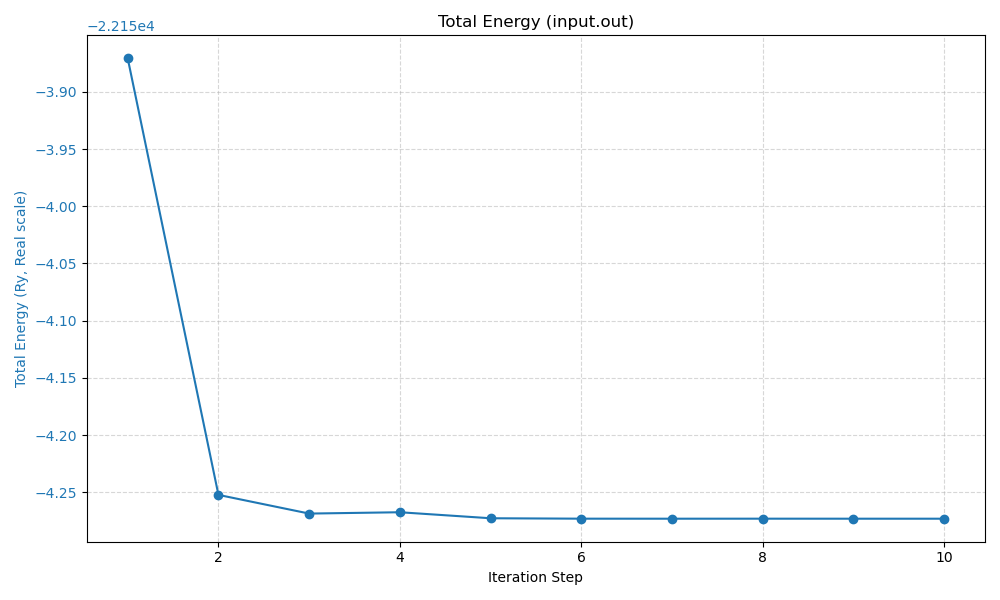 Total Energy (input.out)
−2.215e4
Total Energy (Ry, Real scale)
−3.90
−3.95
−4.00
−4.05
−4.10
−4.15
−4.20
−4.25
2 4 6 8 10
Iteration Step